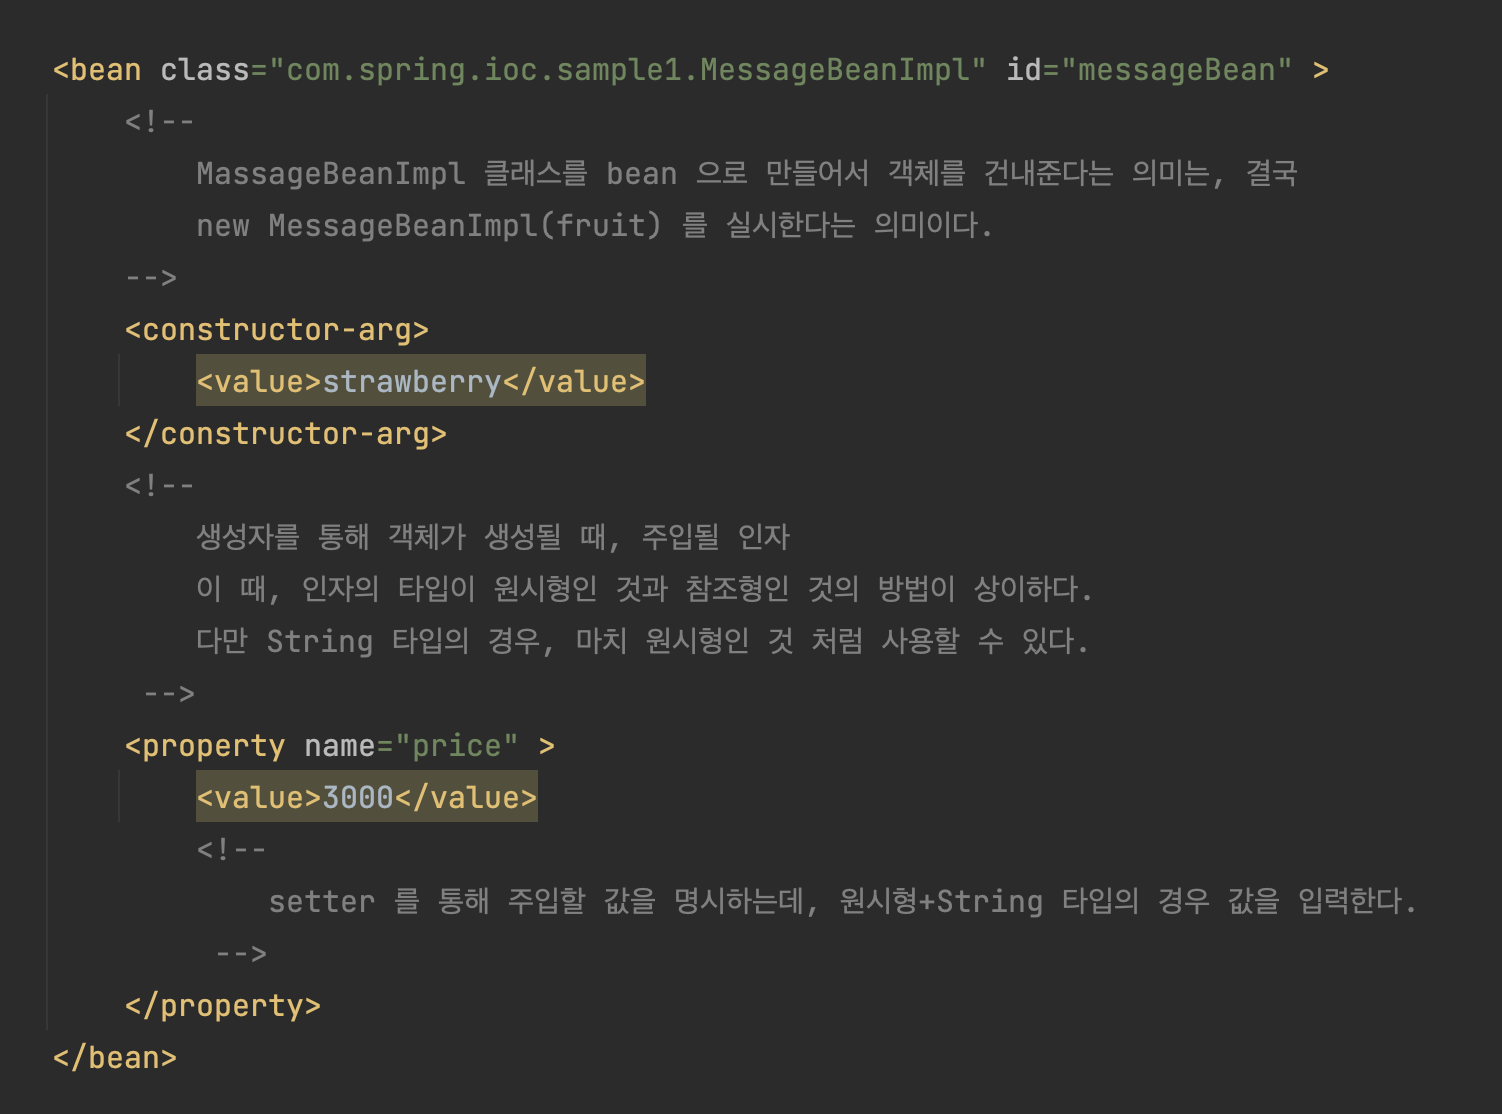 <bean class="com.spring.ioc.sample1.MessageBeanImpl" id="messageBean" >
    <!--
        MassageBeanImpl 클래스를 bean 으로 만들어서 객체를 건내준다는 의미는, 결국
        new MessageBeanImpl(fruit) 를 실시한다는 의미이다.
    -->
    <constructor-arg>
        <value>strawberry</value>
    </constructor-arg>
    <!--
        생성자를 통해 객체가 생성될 때, 주입될 인자
        이 때, 인자의 타입이 원시형인 것과 참조형인 것의 방법이 상이하다.
        다만 String 타입의 경우, 마치 원시형인 것 처럼 사용할 수 있다.
     -->
    <property name="price" >
        <value>3000</value>
        <!--
            setter 를 통해 주입할 값을 명시하는데, 원시형+String 타입의 경우 값을 입력한다.
         -->
    </property>
</bean>